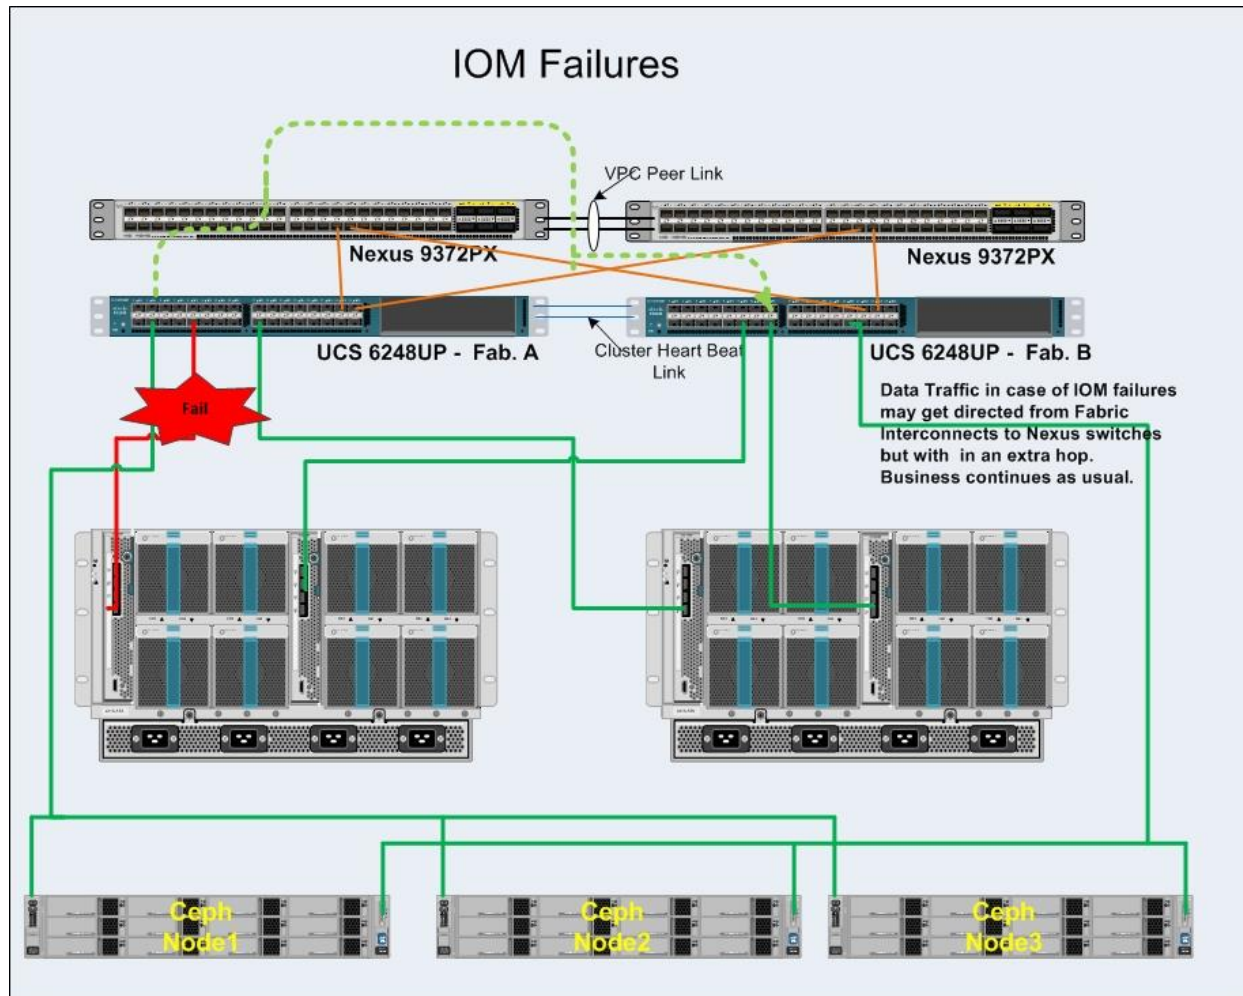 IOM Failures
VPC Peer Link
Nexus 9372PX
Nexus 9372PX
UCS 6248UP - Fab. A
Cluster Heart Beat
Link
UCS 6248UP - Fab. B
Fail
Data Traffic in case of IOM failures
may get directed from Fabric
Interconnects to Nexus switches
but with in an extra hop.
Business continues as usual.
Ceph
Node1
Ceph
Node2
Ceph
Node3